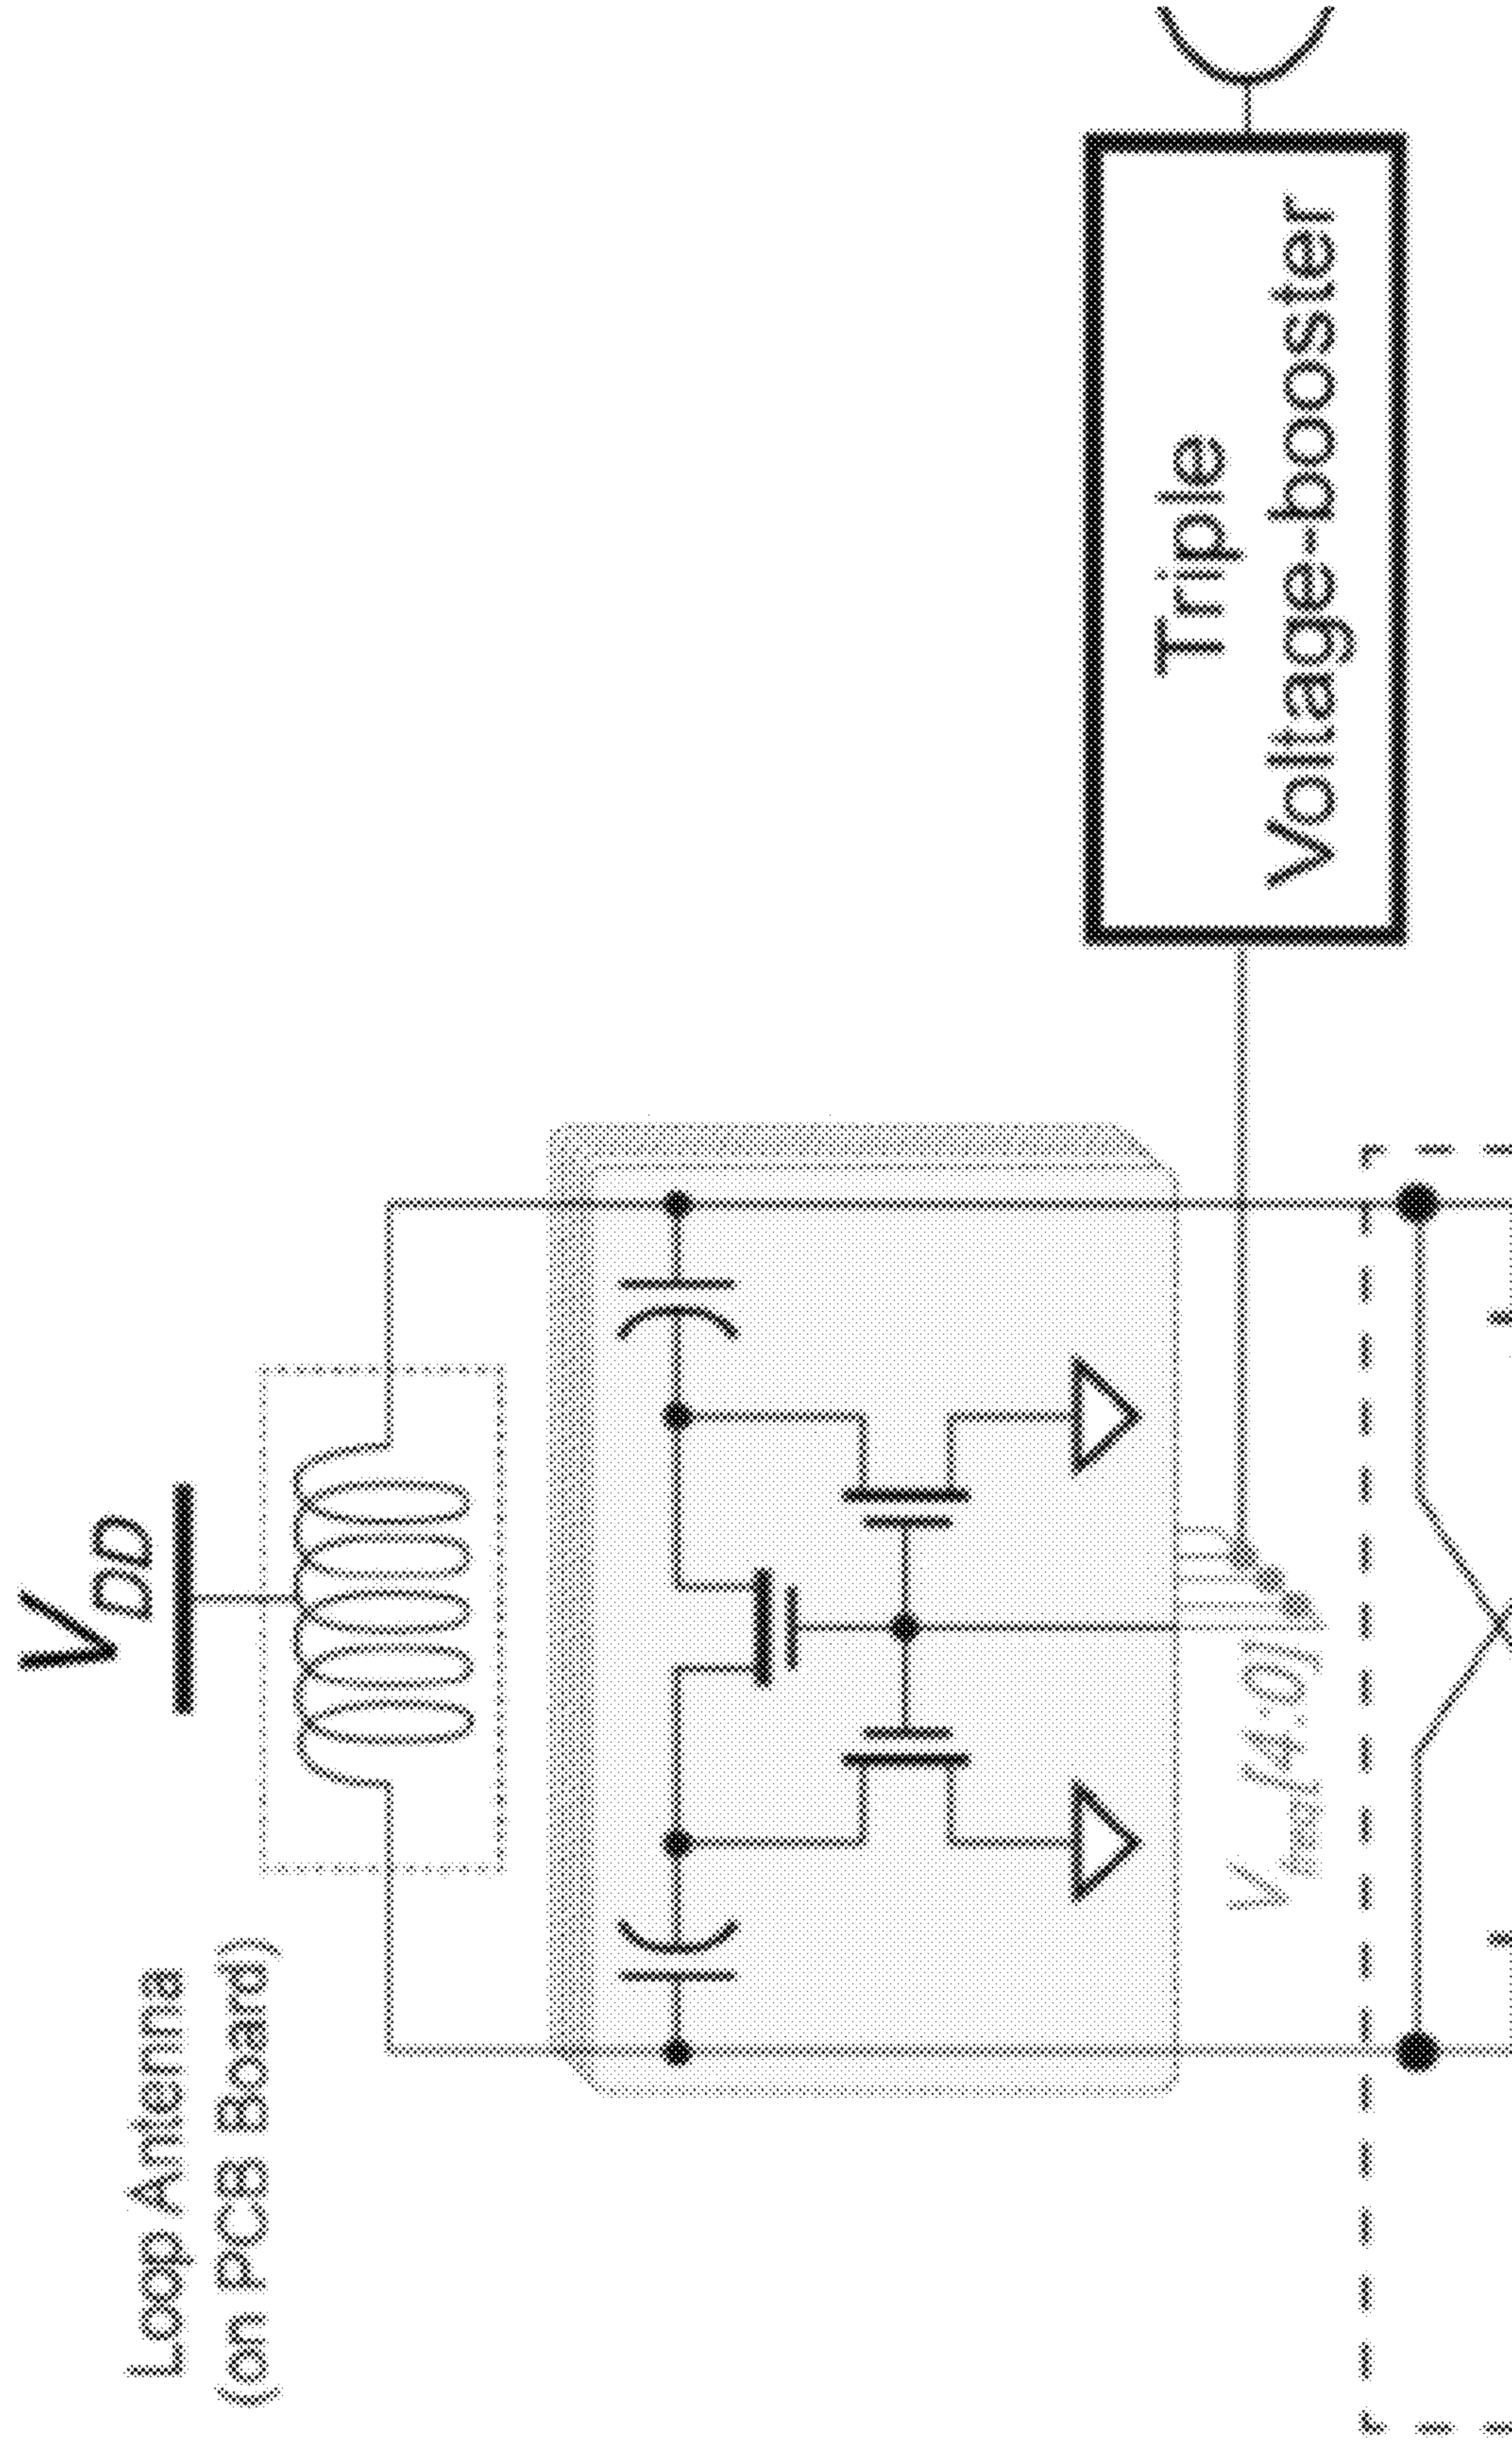 Loop Antenna
(on PCB Board)
VDD
Triple
Voltage-booster